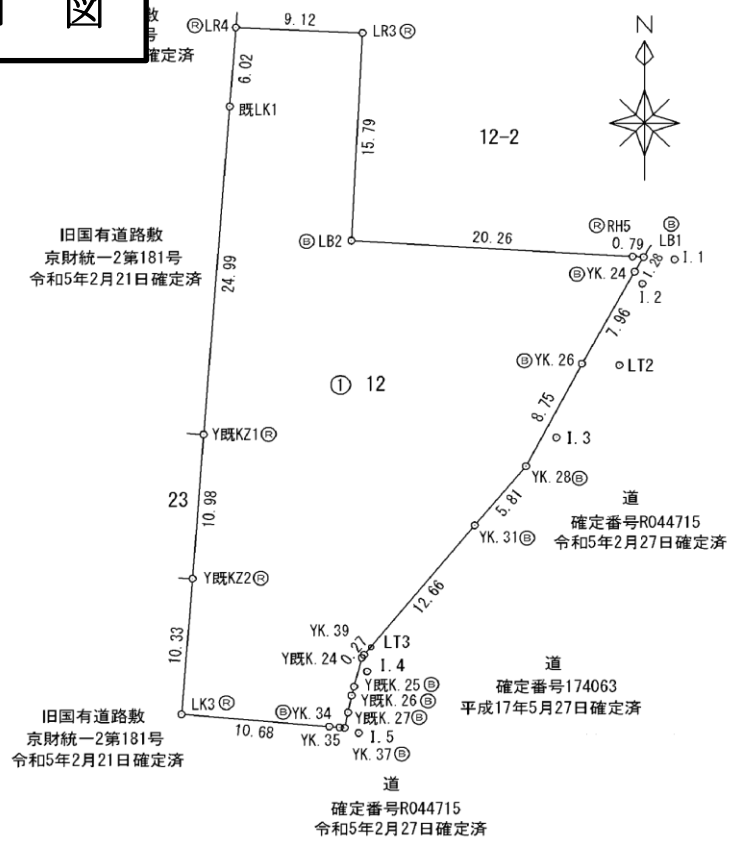 図
号
確定済
ⓇLR4
9.12
LR3Ⓡ
N
6.02
既LK1
15.79
12-2
旧国有道路敷
京財統一2第181号
令和5年2月21日確定済
24.99
ⒷLB2
20.26
ⓇRH5
0.79
Ⓑ
LB1
I.1
ⒷYK.24
1.28
I.2
7.96
ⒷYK.26
LT2
① 12
8.75
I.3
Y既KZ1Ⓡ
YK.28Ⓑ
23
10.98
5.81
YK.31Ⓑ
道
確定番号R044715
令和5年2月27日確定済
Y既KZ2Ⓡ
12.66
YK.39
LT3
Y既K.24
0.27
I.4
10.33
Y既K.25Ⓑ
Y既K.26Ⓑ
Y既K.27Ⓑ
道
確定番号174063
平成17年5月27日確定済
LK3Ⓡ
旧国有道路敷
京財統一2第181号
令和5年2月21日確定済
10.68
ⒷYK.34
YK.35
I.5
YK.37Ⓑ
道
確定番号R044715
令和5年2月27日確定済